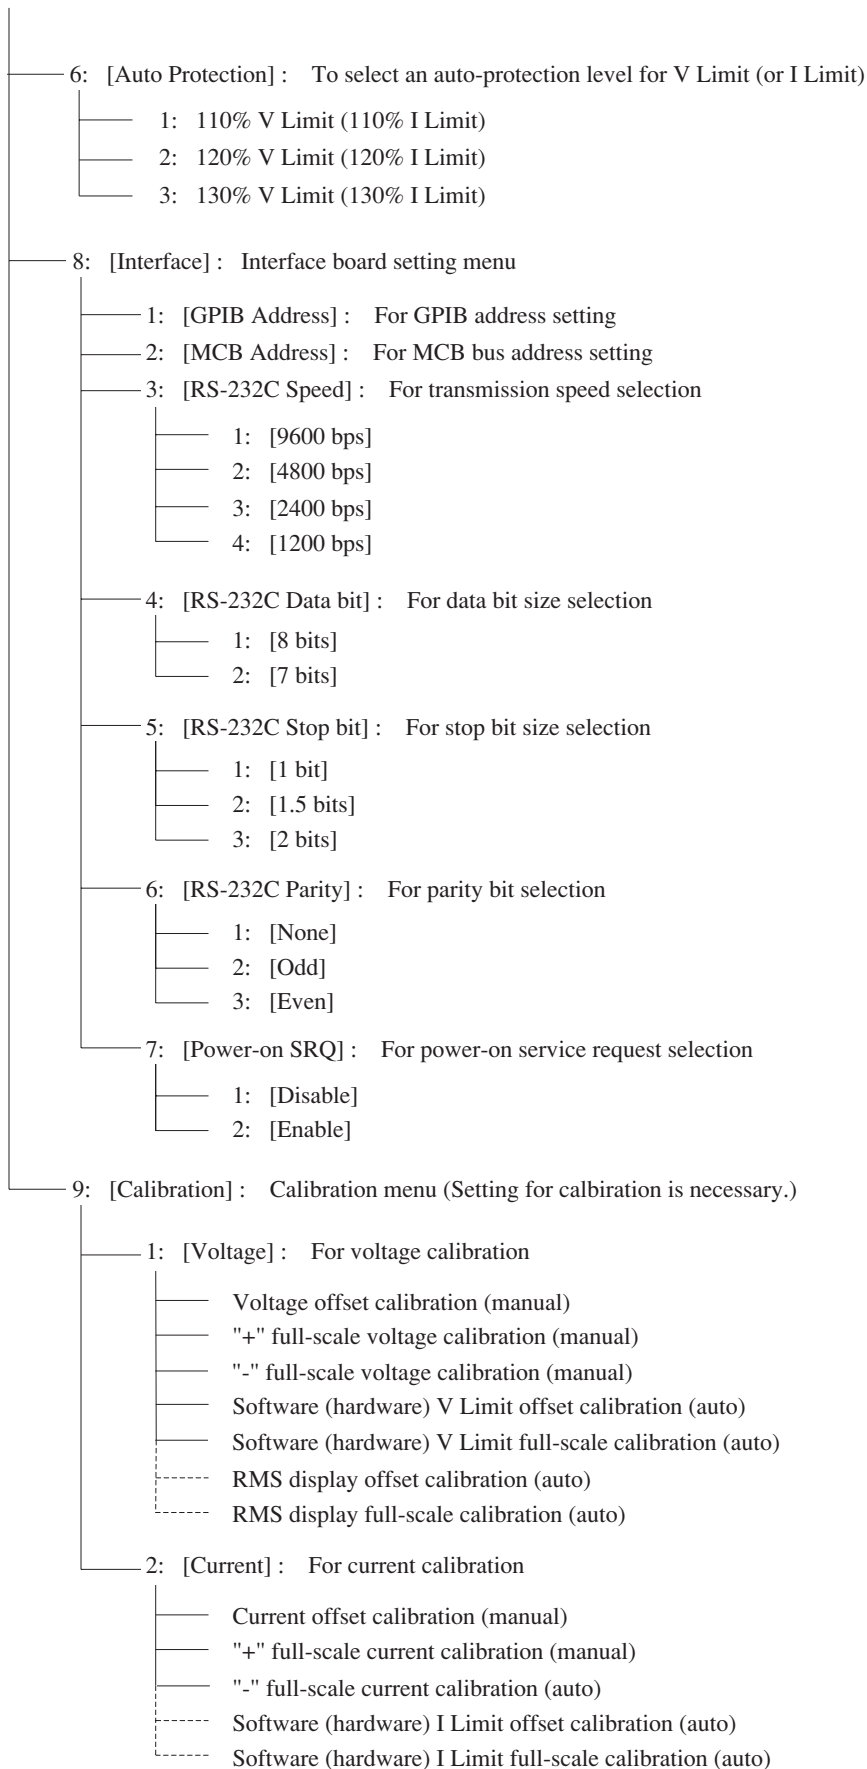 6: [Auto Protection] : To select an auto-protection level for V Limit (or I Limit)
1: 110% V Limit (110% I Limit)
2: 120% V Limit (120% I Limit)
3: 130% V Limit (130% I Limit)
8: [Interface] : Interface board setting menu
1: [GPIB Address] : For GPIB address setting
2: [MCB Address] : For MCB bus address setting
3: [RS-232C Speed] : For transmission speed selection
1: [9600 bps]
2: [4800 bps]
3: [2400 bps]
4: [1200 bps]
4: [RS-232C Data bit] : For data bit size selection
1: [8 bits]
2: [7 bits]
5: [RS-232C Stop bit] : For stop bit size selection
1: [1 bit]
2: [1.5 bits]
3: [2 bits]
6: [RS-232C Parity] : For parity bit selection
1: [None]
2: [Odd]
3: [Even]
7: [Power-on SRQ] : For power-on service request selection
1: [Disable]
2: [Enable]
9: [Calibration] : Calibration menu (Setting for calbiration is necessary.)
1: [Voltage] : For voltage calibration
Voltage offset calibration (manual)
"+" full-scale voltage calibration (manual)
"-" full-scale voltage calibration (manual)
Software (hardware) V Limit offset calibration (auto)
Software (hardware) V Limit full-scale calibration (auto)
RMS display offset calibration (auto)
RMS display full-scale calibration (auto)
2: [Current] : For current calibration
Current offset calibration (manual)
"+" full-scale current calibration (manual)
"-" full-scale current calibration (auto)
Software (hardware) I Limit offset calibration (auto)
Software (hardware) I Limit full-scale calibration (auto)